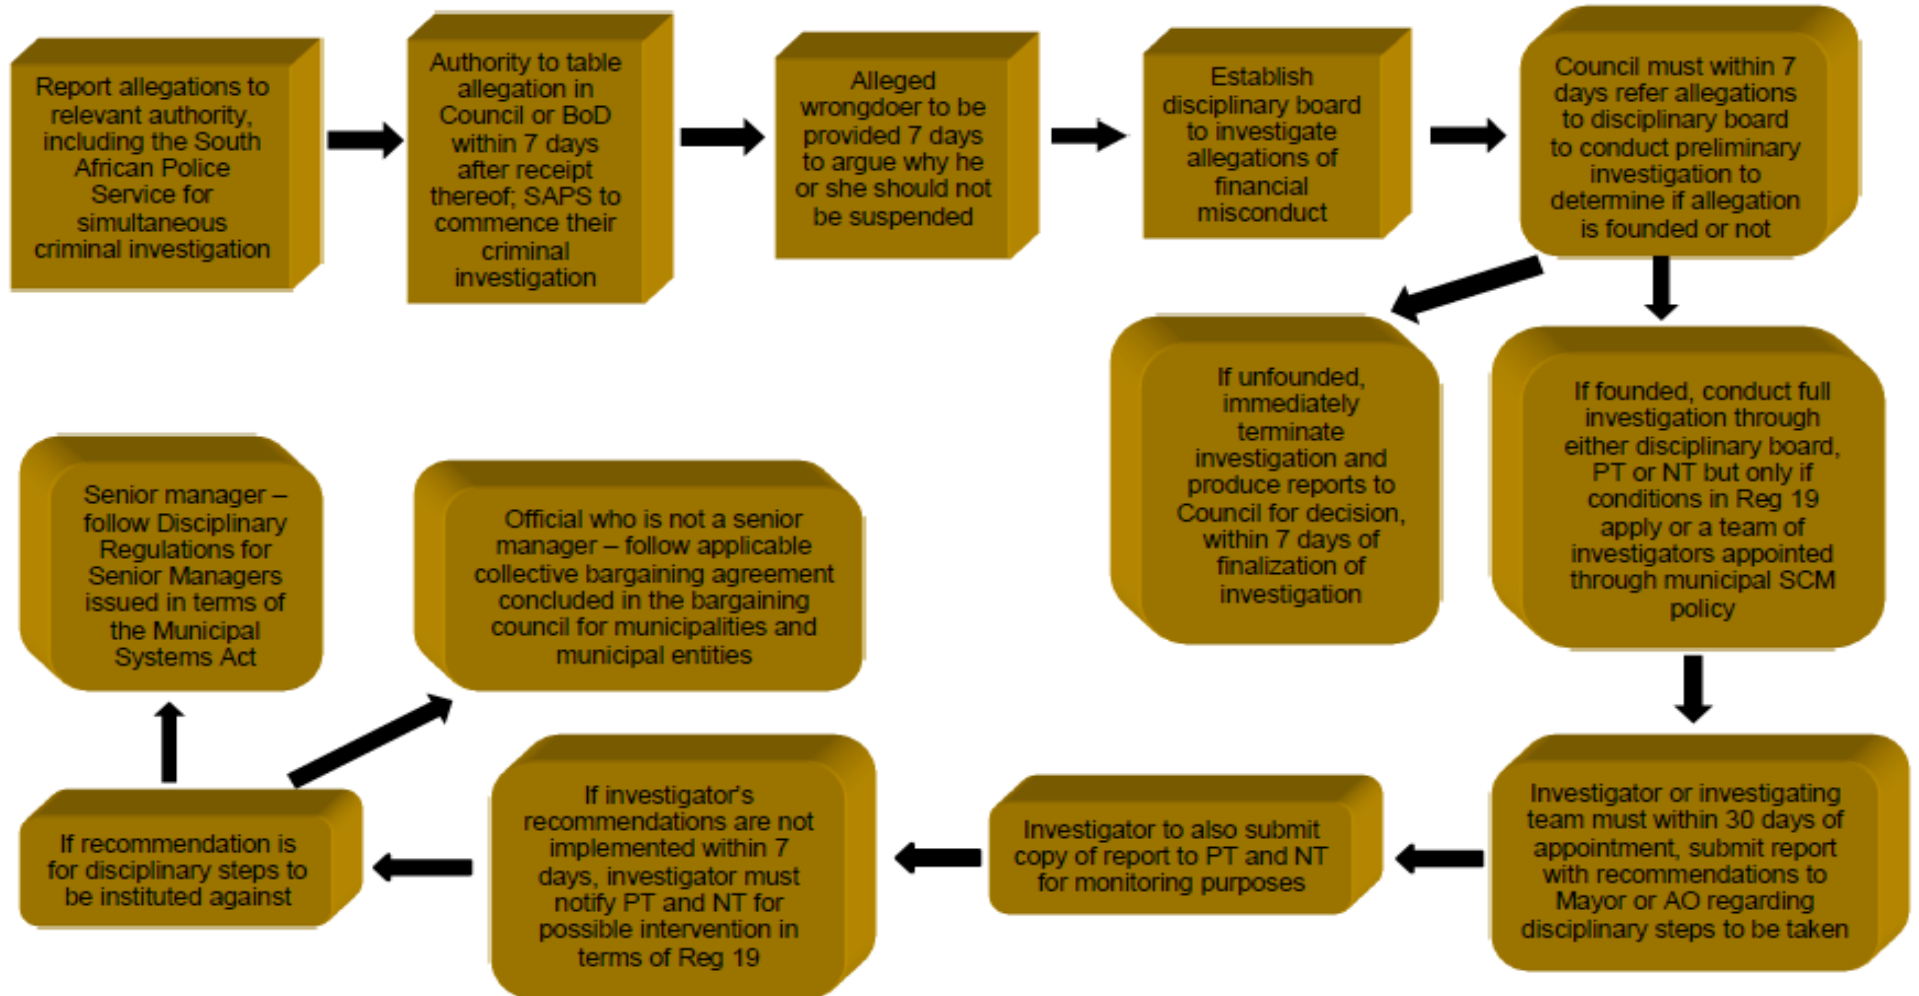 Report allegations to
relevant authority,
including the South
African Police
Service for
simultaneous
criminal investigation
Authority to table
allegation in
Council or BoD
within 7 days
after receipt
thereof; SAPS to
commence their
criminal
investigation
Alleged
wrongdoer to be
provided 7 days
to argue why he
or she should not
be suspended
Establish
disciplinary board
to investigate
allegations of
financial
misconduct
Council must within 7
days refer allegations
to disciplinary board
to conduct preliminary
investigation to
determine if allegation
is founded or not
If unfounded,
immediately
terminate
investigation and
produce reports to
Council for decision,
within 7 days of
finalization of
investigation
If founded, conduct full
investigation through
either disciplinary board,
PT or NT but only if
conditions in Reg 19
apply or a team of
investigators appointed
through municipal SCM
policy
Investigator or investigating
team must within 30 days of
appointment, submit report
with recommendations to
Mayor or AO regarding
disciplinary steps to be taken
Investigator to also submit
copy of report to PT and NT
for monitoring purposes
If investigator's
recommendations are not
implemented within 7
days, investigator must
notify PT and NT for
possible intervention in
terms of Reg 19
If recommendation is
for disciplinary steps to
be instituted against
Senior manager –
follow Disciplinary
Regulations for
Senior Managers
issued in terms of
the Municipal
Systems Act
Official who is not a senior
manager – follow applicable
collective bargaining agreement
concluded in the bargaining
council for municipalities and
municipal entities